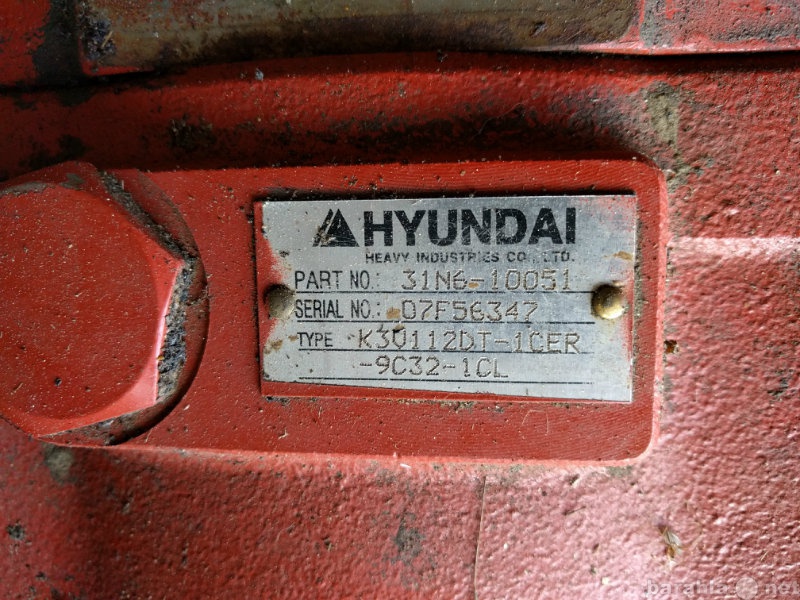 HYUNDAI
HEAVY INDUSTRIES CO., LTD.
PART NO.: 31N6-10051
SERIAL NO.: 07F56347
TYPE K3V112DT-1CER
-9C32-1CL